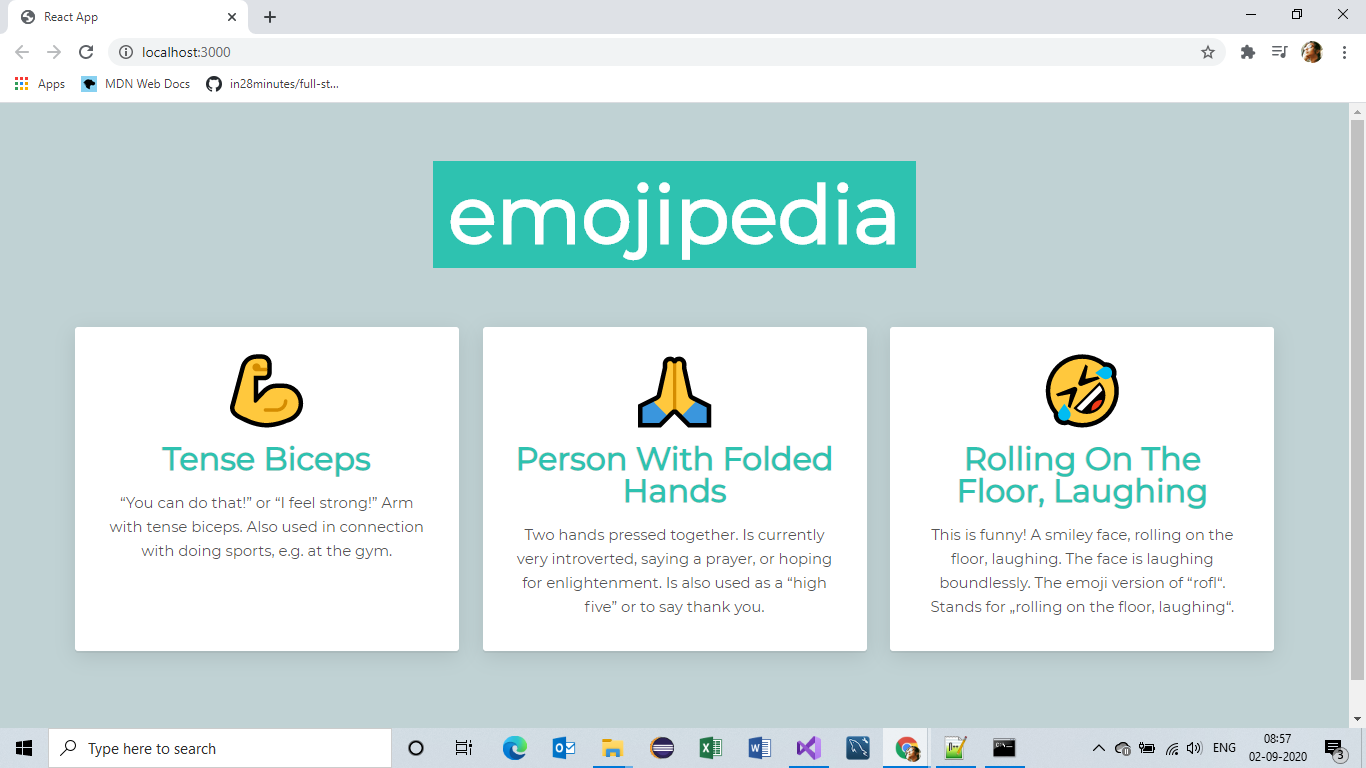 React App
localhost:3000
Apps
MDN Web Docs
in28minutes/full-st...
emojipedia
Tense Biceps
“You can do that!” or “I feel strong!” Arm
with tense biceps. Also used in connection
with doing sports, e.g. at the gym.
Person With Folded
Hands
Two hands pressed together. Is currently
very introverted, saying a prayer, or hoping
for enlightenment. Is also used as a “high
five” or to say thank you.
Rolling On The
Floor, Laughing
This is funny! A smiley face, rolling on the
floor, laughing. The face is laughing
boundlessly. The emoji version of “rofl“.
Stands for „rolling on the floor, laughing“.
Type here to search
ENG
08:57
02-09-2020
3